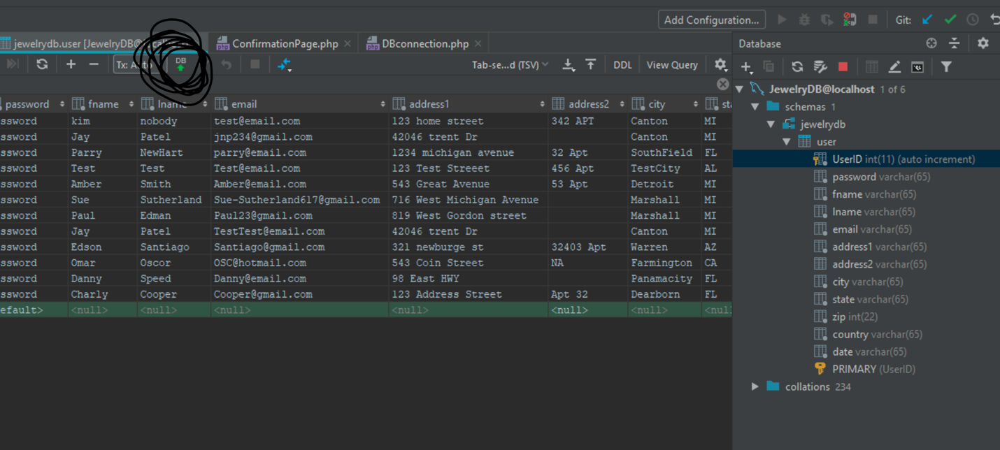 Add Configuration... Git:
jewelrydb.user [JewelryDB@ ConfirmationPage.php DBconnection.php Database
Tx: DB Tab-se...d (TSV) DDL View Query
JewelryDB@localhost 1 of 6
password fname lname email address1 address2 city
schemas 1
ssword kim nobody test@email.com 123 home street 342 APT Canton MI
jewelrydb
ssword Jay Patel jnp234@gmail.com 42046 trent Dr Canton MI
user
ssword Parry NewHart parry@email.com 1234 michigan avenue 32 Apt SouthField FL
UserID int(11) (auto increment)
ssword Test Test Test@email.com 123 Test Streeet 456 Apt TestCity AL
password varchar(65)
ssword Amber Smith Amber@email.com 543 Great Avenue 53 Apt Detroit MI
fname varchar(65)
ssword Sue Sutherland Sue-Sutherland617@gmail.com 716 West Michigan Avenue Marshall MI
lname varchar(65)
ssword Paul Edman Paul23@gmail.com 819 West Gordon street Marshall MI
email varchar(65)
ssword Jay Patel TestTest@email.com 42046 trent Dr Canton MI
address1 varchar(65)
ssword Edson Santiago Santiago@gmail.com 321 newburge st 32403 Apt Warren AZ
address2 varchar(65)
ssword Omar Oscor OSC@hotmail.com 543 Coin Street NA Farmington CA
city varchar(65)
ssword Danny Speed Danny@email.com 98 East HWY Panamacity FL
state varchar(65)
ssword Charly Cooper Cooper@gmail.com 123 Address Street Apt 32 Dearborn FL
efault> <null> <null> <null> <null> <null> <null> <null
zip int(22)
country varchar(65)
date varchar(65)
PRIMARY (UserID)
collations 234